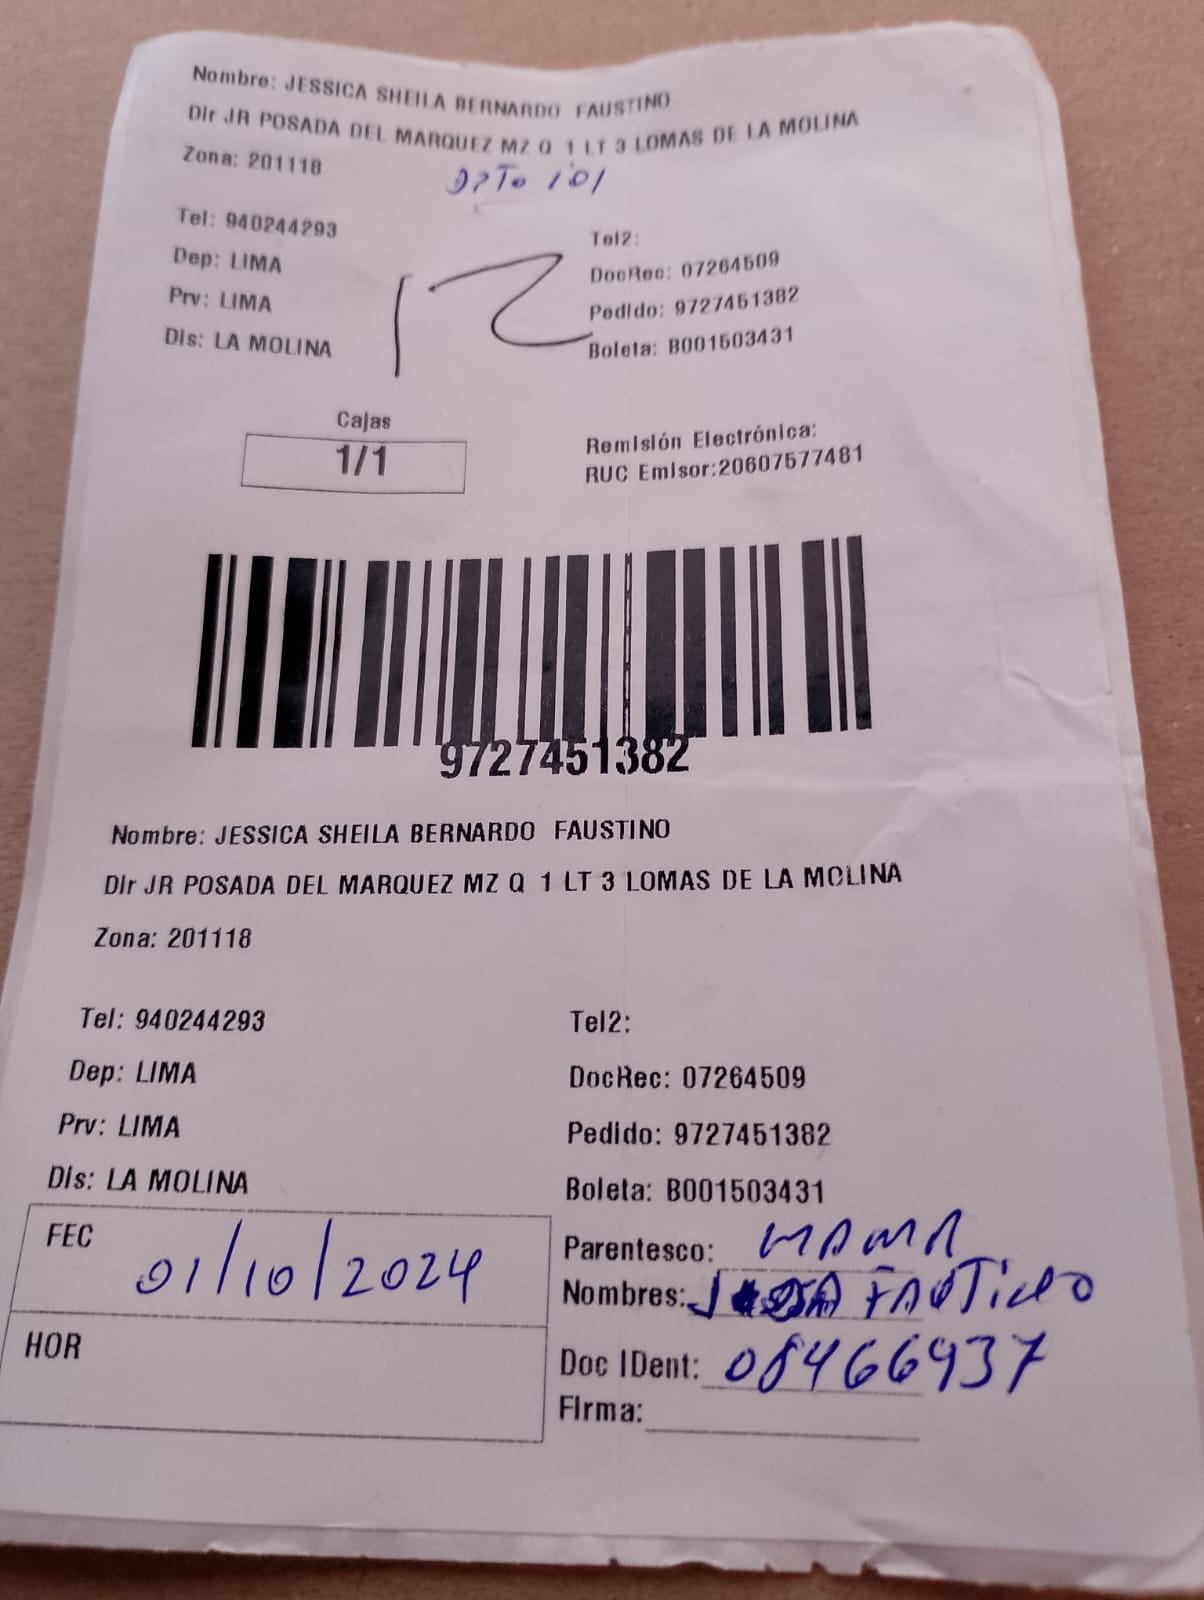 Nombre: JESSICA SHEILA BERNARDO FAUSTINO
Dir JR POSADA DEL MARQUEZ MZ Q 1 LT 3 LOMAS DE LA MOLINA
Zona: 201118
DPTO 101
Tel: 940244293
Dep: LIMA
Prv: LIMA
Dis: LA MOLINA
12
Tel2:
DocRec: 07264509
Pedido: 9727451382
Boleta: B001503431
Cajas
1/1
Remisión Electrónica:
RUC Emisor:20607577481
9727451382
Nombre: JESSICA SHEILA BERNARDO FAUSTINO
Dir JR POSADA DEL MARQUEZ MZ Q 1 LT 3 LOMAS DE LA MOLINA
Zona: 201118
Tel: 940244293
Dep: LIMA
Prv: LIMA
Dis: LA MOLINA
Tel2:
DocRec: 07264509
Pedido: 9727451382
Boleta: B001503431
FEC 01/10/2024
HOR
Parentesco: MAMA
Nombres: FAUSTINO
Doc IDent: 08466937
Firma: